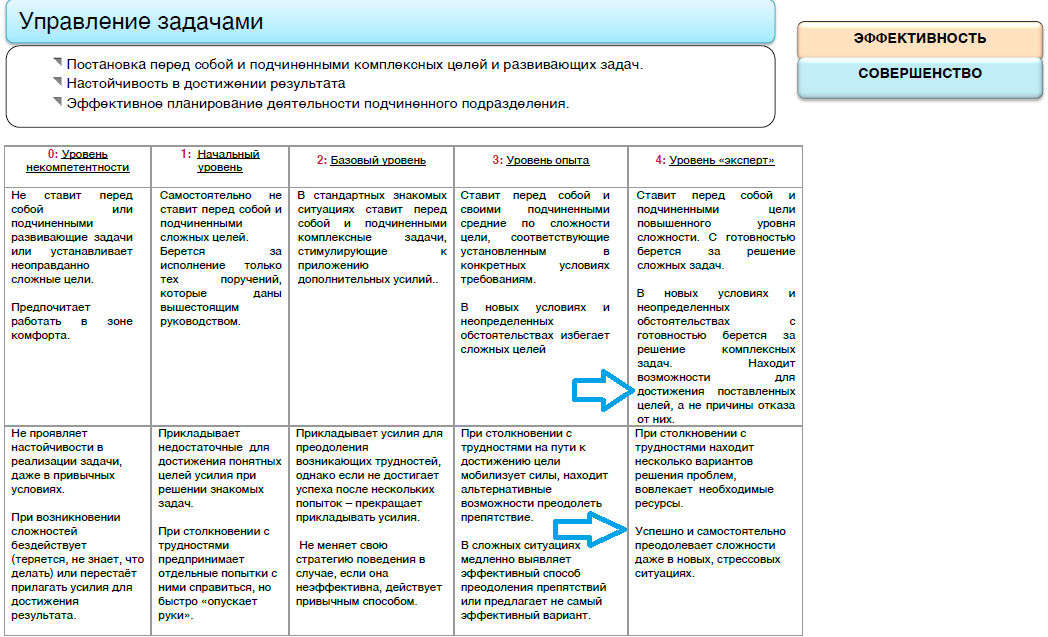 Управление задачами
ЭФФЕКТИВНОСТЬ
СОВЕРШЕНСТВО
Постановка перед собой и подчиненными комплексных целей и развивающих задач.
Настойчивость в достижении результата
Эффективное планирование деятельности подчиненного подразделения.
0: Уровень
некомпетентности
1: Начальный
уровень
2: Базовый уровень
3: Уровень опыта
4: Уровень «эксперт»
Не ставит перед
собой или
подчиненными
развивающие задачи
или устанавливает
неоправданно
сложные цели.
Предпочитает
работать в зоне
комфорта.
Самостоятельно не
ставит перед собой и
подчиненными
сложных целей.
Берется за
исполнение только
тех поручений,
которые даны
вышестоящим
руководством.
В стандартных знакомых
ситуациях ставит перед
собой и подчиненными
комплексные задачи,
стимулирующие к
приложению
дополнительных усилий..
Ставит перед собой и
своими подчиненными
средние по сложности
цели, соответствующие
установленным в
конкретных условиях
требованиям.
В новых условиях и
неопределенных
обстоятельствах избегает
сложных целей
Ставит перед собой и
подчиненными цели
повышенного уровня
сложности. С готовностью
берется за решение
сложных задач.
В новых условиях и
неопределенных
обстоятельствах с
готовностью берется за
решение комплексных
задач. Находит
возможности для
достижения поставленных
целей, а не причины отказа
от них.
Не проявляет
настойчивости в
реализации задачи,
даже в привычных
условиях.
При возникновении
сложностей
бездействует
(теряется, не знает, что
делать) или перестаёт
прилагать усилия для
достижения
результата.
Прикладывает
недостаточные для
достижения понятных
целей усилия при
решении знакомых
задач.
При столкновении с
трудностями
предпринимает
отдельные попытки с
ними справиться, но
быстро «опускает
руки».
Прикладывает усилия для
преодоления
возникающих трудностей,
однако если не достигает
успеха после нескольких
попыток – прекращает
прикладывать усилия.
Не меняет свою
стратегию поведения в
случае, если она
неэффективна, действует
привычным способом.
При столкновении с
трудностями на пути к
достижению цели
мобилизует силы, находит
альтернативные
возможности преодолеть
препятствие.
В сложных ситуациях
медленно выявляет
эффективный способ
преодоления препятствий
или предлагает не самый
эффективный вариант.
При столкновении с
трудностями находит
несколько вариантов
решения проблем,
вовлекает необходимые
ресурсы.
Успешно и самостоятельно
преодолевает сложности
даже в новых, стрессовых
ситуациях.